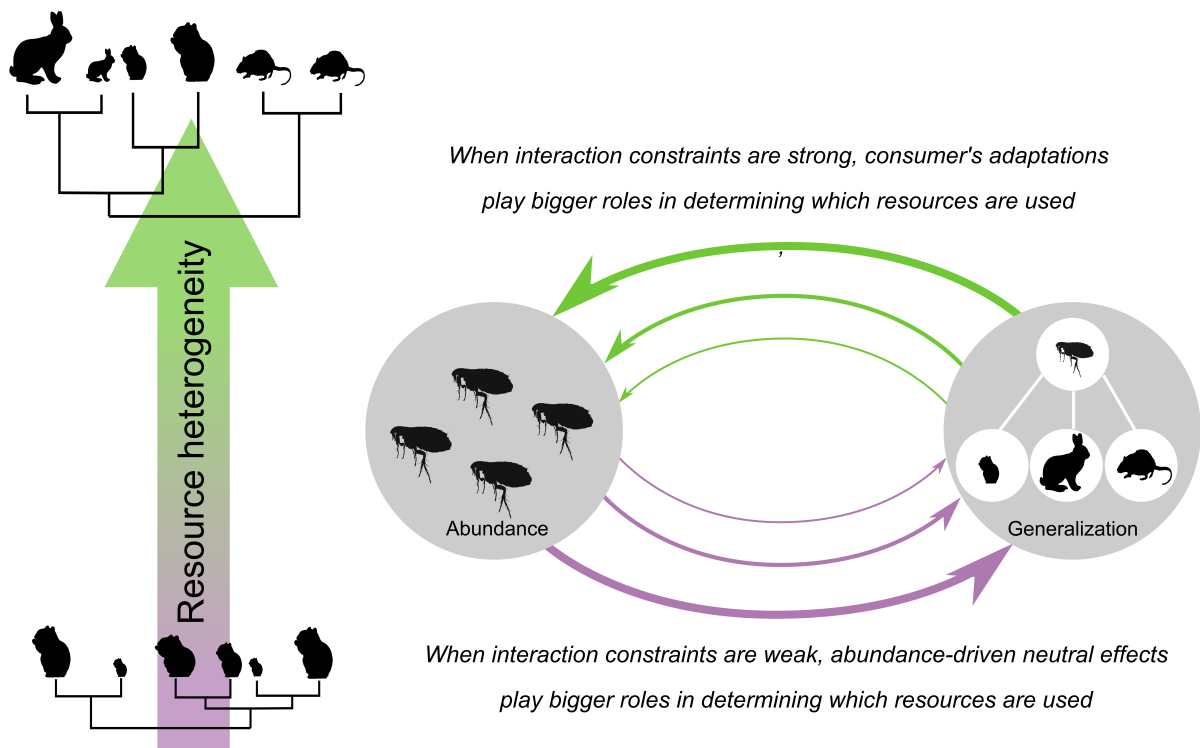 When interaction constraints are strong, consumer's adaptations
play bigger roles in determining which resources are used
,
Resource heterogeneity
Abundance
Generalization
When interaction constraints are weak, abundance-driven neutral effects
play bigger roles in determining which resources are used